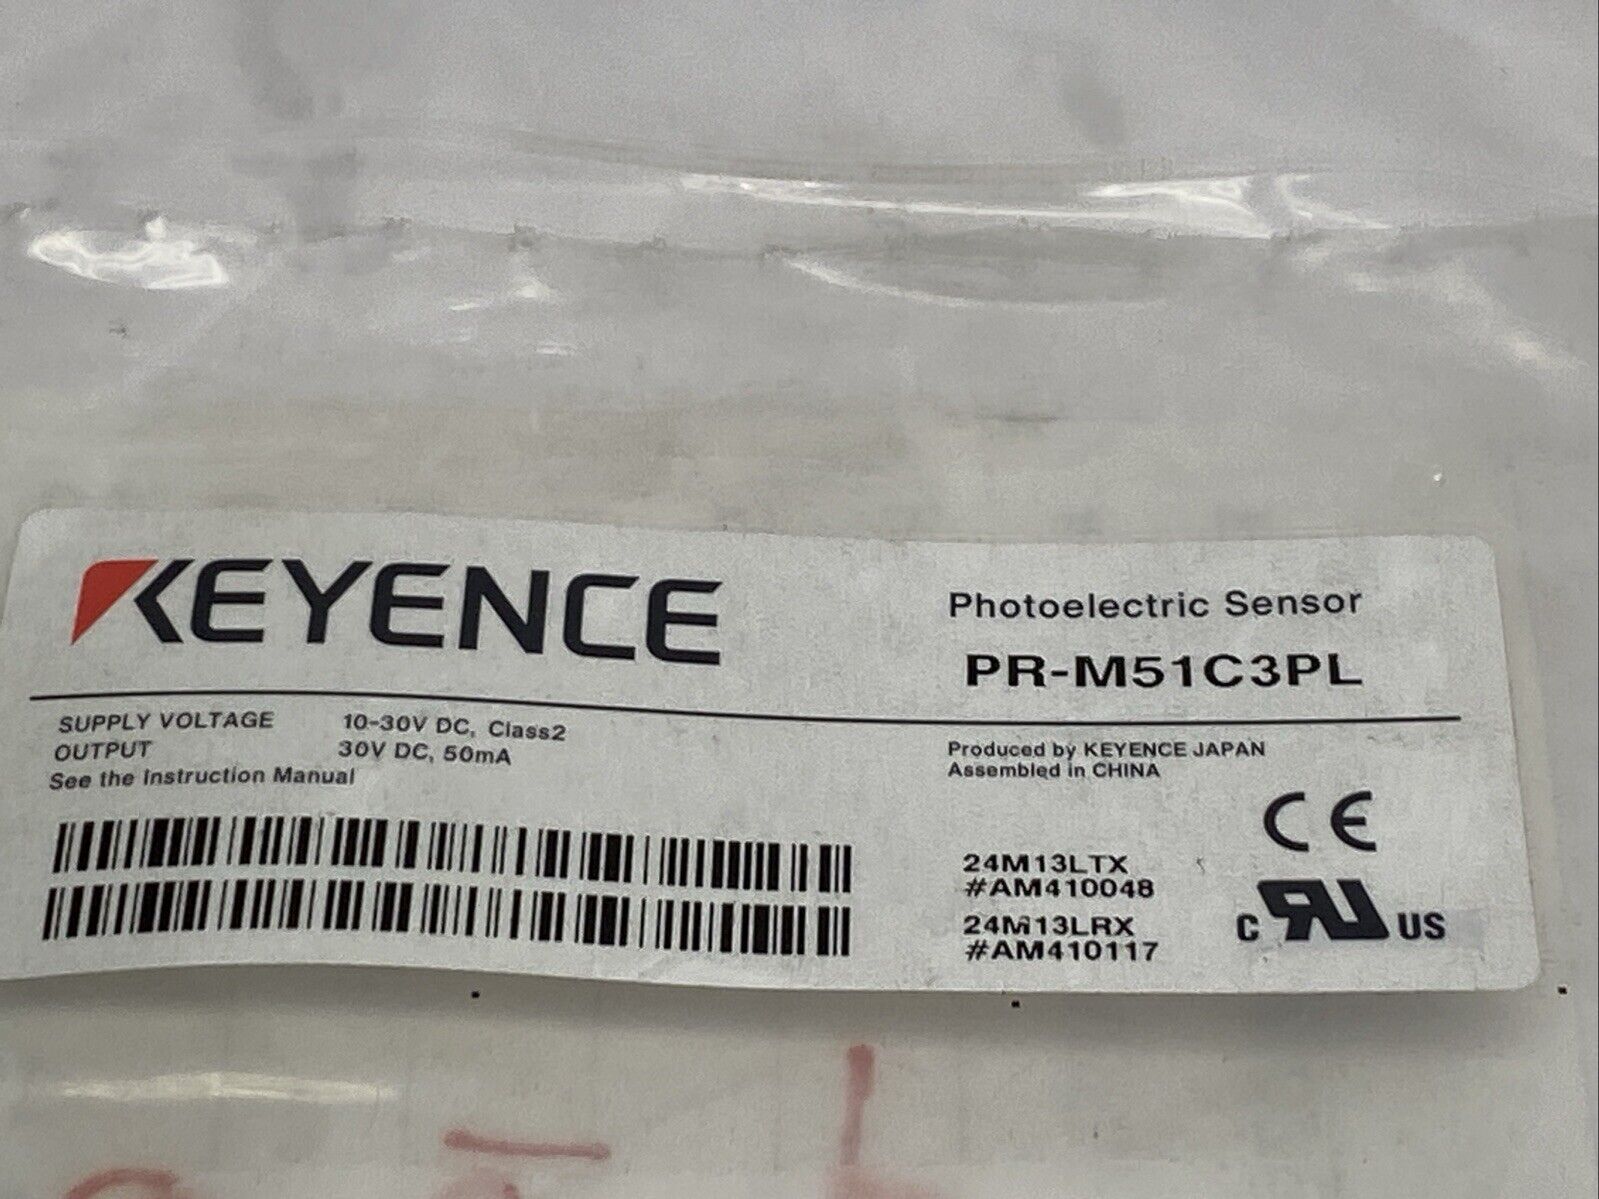 KEYENCE
Photoelectric Sensor
PR-M51C3PL
SUPPLY VOLTAGE 10-30V DC, Class2
OUTPUT 30V DC, 50mA
See the Instruction Manual
Produced by KEYENCE JAPAN
Assembled in CHINA
24M13LTX
#AM410048
24M13LRX
#AM410117
CE
c RU US